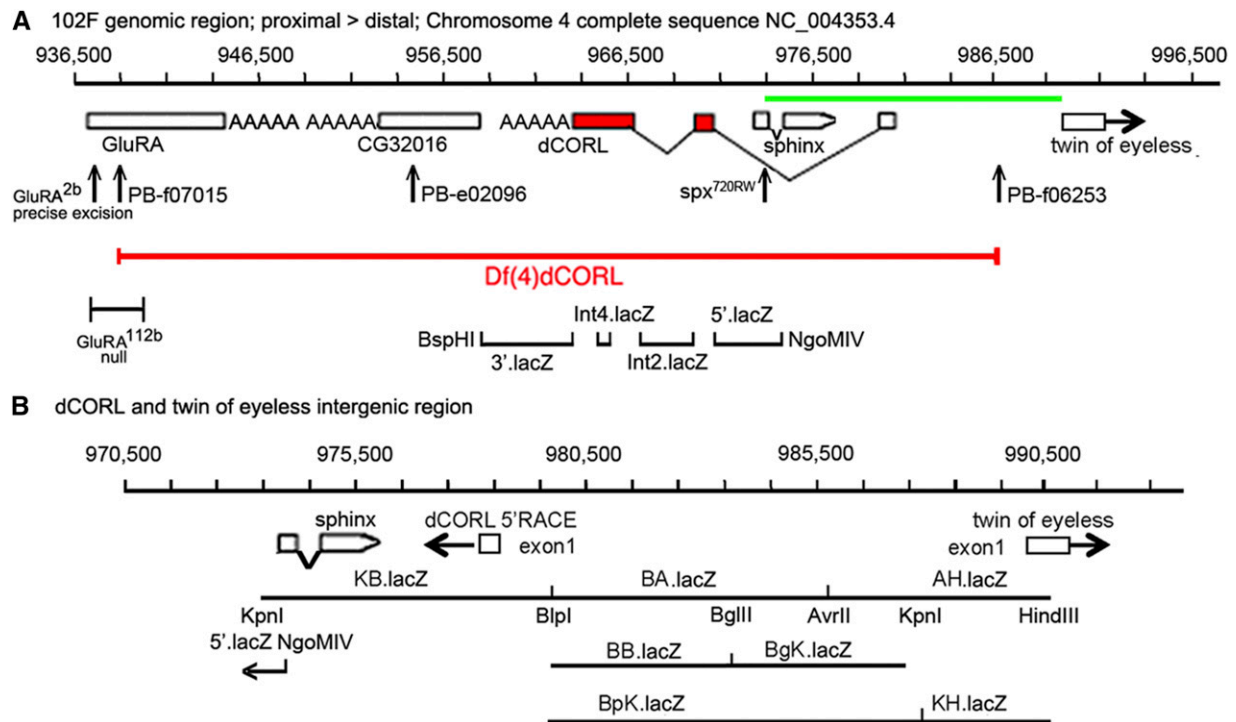 A 102F genomic region; proximal > distal; Chromosome 4 complete sequence NC_004353.4
936,500 946,500 956,500 966,500 976,500 986,500 996,500
AAAAA AAAAA AAAAA
GluRA CG32016 dCORL sphinx twin of eyeless
GluRA2b precise excision
PB-f07015 PB-e02096 spx720RW PB-f06253
Df(4)dCORL
GluRA112b null
Int4.lacZ 5'.lacZ
BspHI NgoMIV
3'.lacZ Int2.lacZ
B dCORL and twin of eyeless intergenic region
970,500 975,500 980,500 985,500 990,500
sphinx dCORL 5'RACE twin of eyeless
exon1 exon1
KB.lacZ BA.lacZ AH.lacZ
KpnI BlpI BglII AvrII KpnI HindIII
5'.lacZ NgoMIV
BB.lacZ BgK.lacZ
BpK.lacZ KH.lacZ